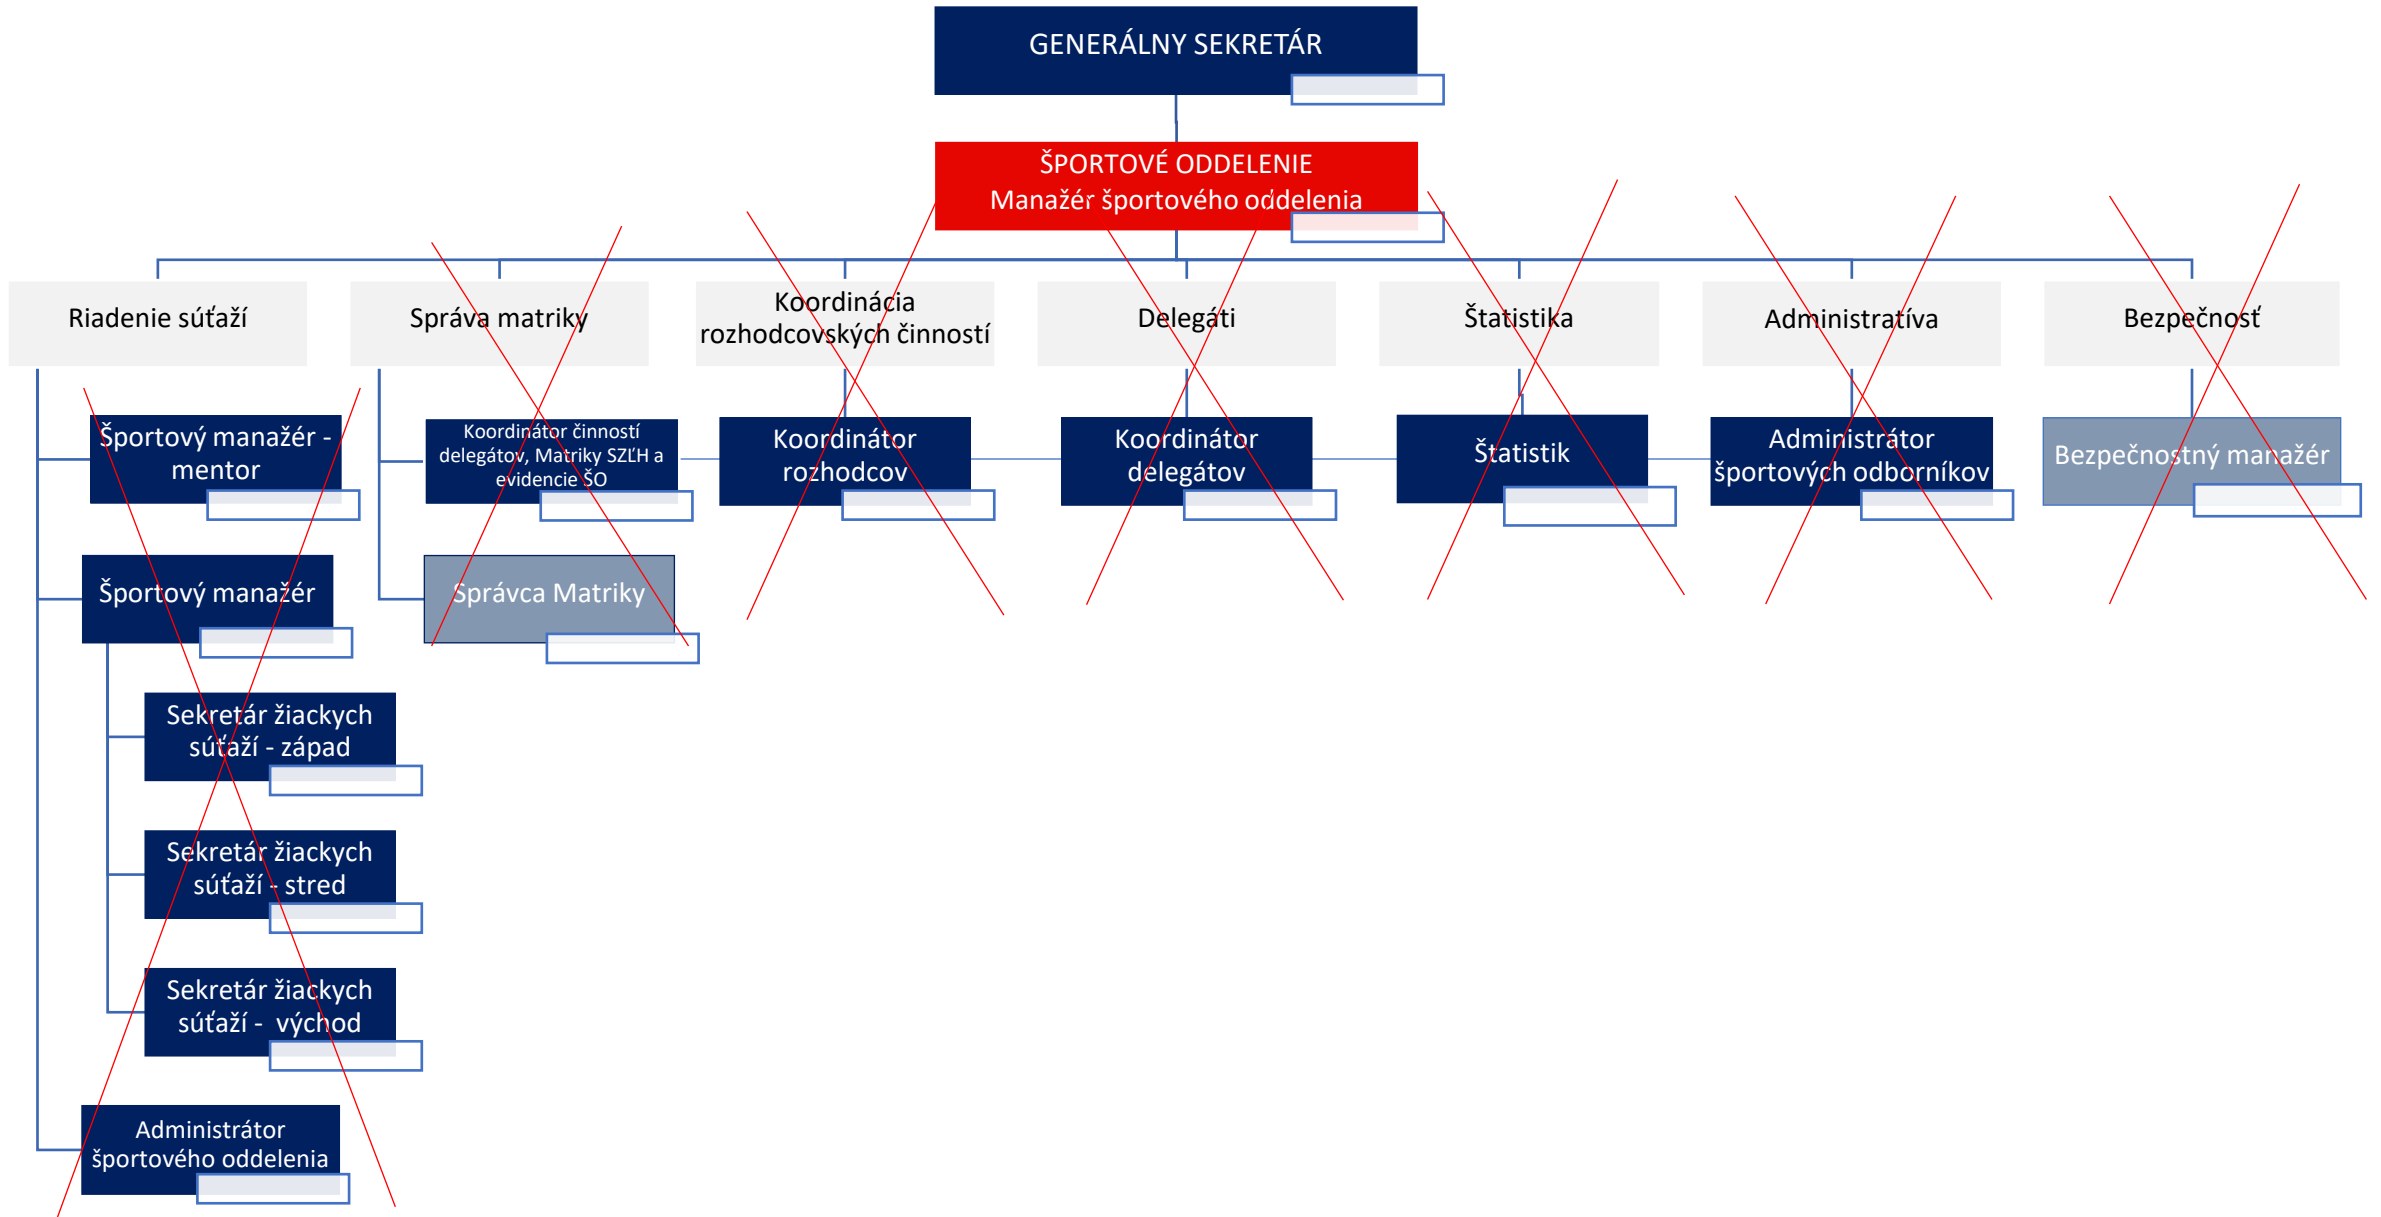 GENERÁLNY SEKRETÁR
ŠPORTOVÉ ODDELENIE
Manažér športového oddelenia
Riadenie súťaží
Správa matriky
Koordinácia
rozhodcovských činností
Delegáti
Štatistika
Administratíva
Bezpečnosť
Športový manažér -
mentor
Koordinátor činností
delegátov, Matriky SZĽH a
evidencie ŠO
Koordinátor
rozhodcov
Koordinátor
delegátov
Štatistik
Administrátor
športových odborníkov
Bezpečnostný manažér
Športový manažér
Správca Matriky
Sekretár žiackych
súťaží - západ
Sekretár žiackych
súťaží - stred
Sekretár žiackych
súťaží -  východ
Administrátor
športového oddelenia